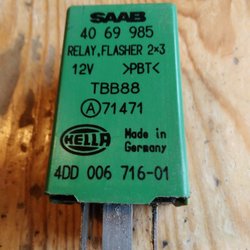 SAAB
40 69 985
RELAY, FLASHER 2*3
12V >PBT<
TBB88
A 71471
HELLA Made in
Germany
4DD 006 716-01